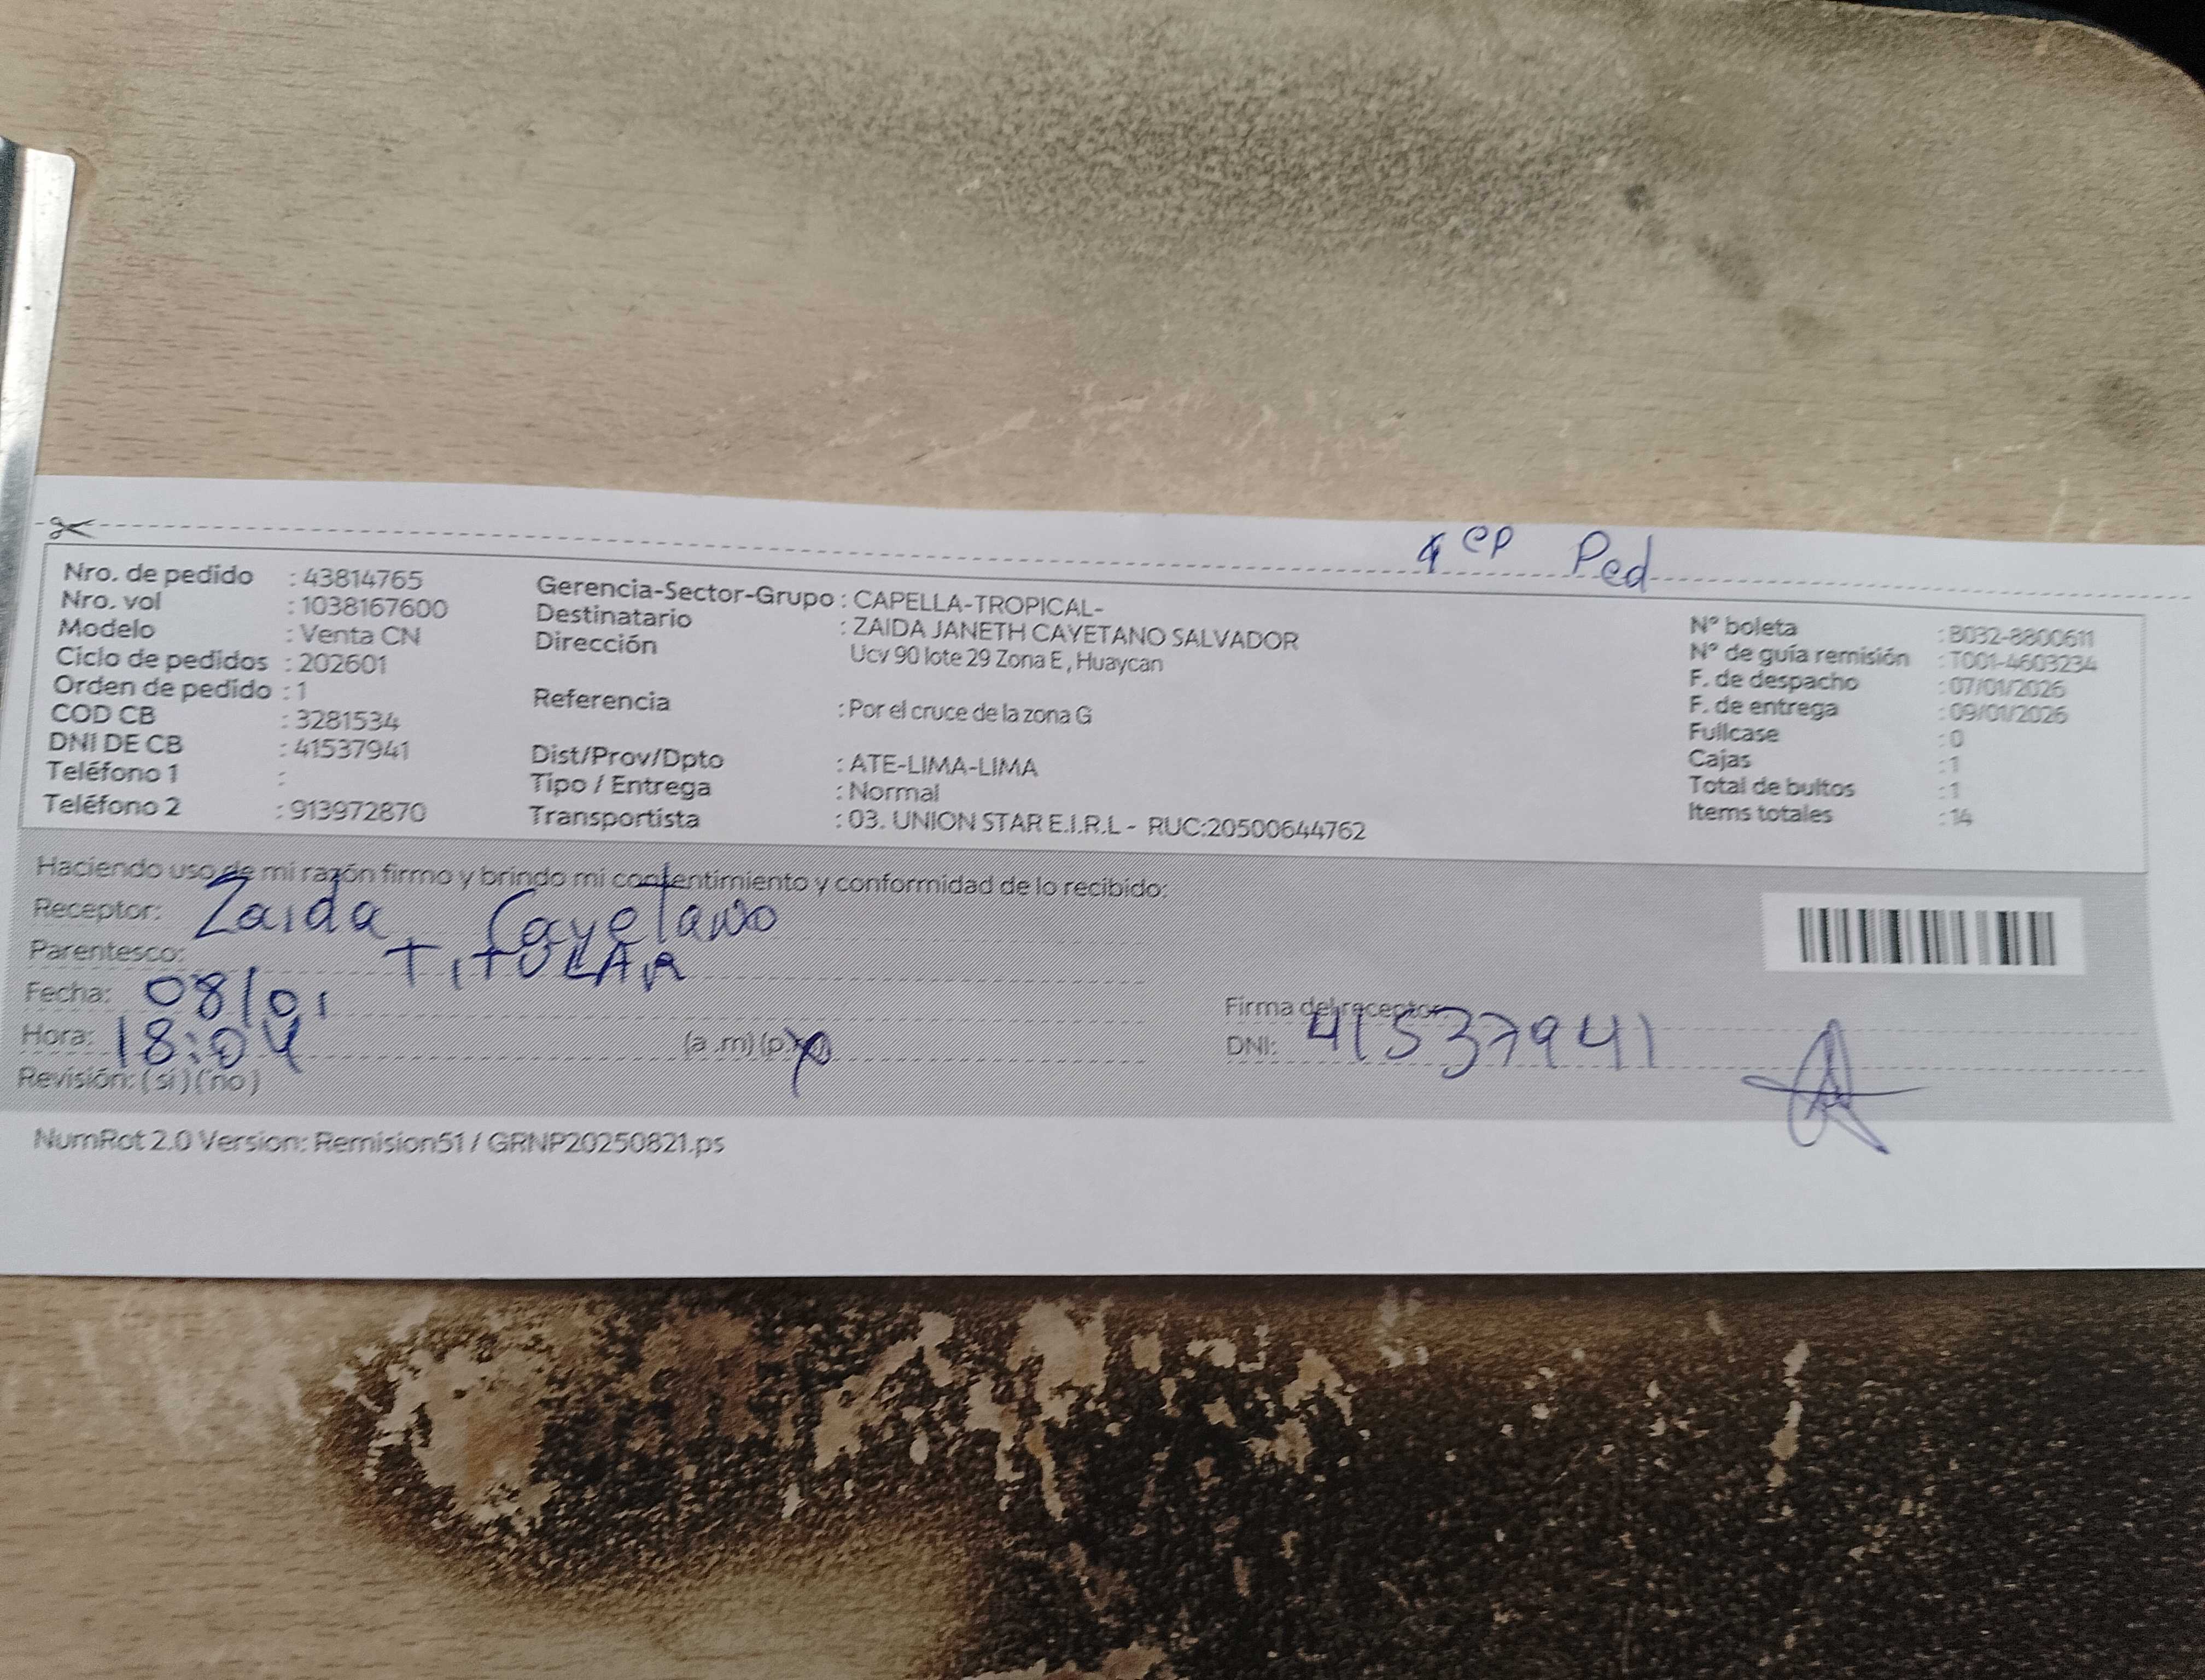 4 CP Ped
Nro. de pedido : 43814765
Nro. vol : 1038167600
Modelo : Venta CN
Ciclo de pedidos : 202601
Orden de pedido : 1
COD CB : 3281534
DNI DE CB : 41537941
Teléfono 1 :
Teléfono 2 : 913972870
Gerencia-Sector-Grupo : CAPELLA-TROPICAL-
Destinatario : ZAIDA JANETH CAYETANO SALVADOR
Dirección Ucv 90 lote 29 Zona E , Huaycan
Referencia : Por el cruce de la zona G
Dist/Prov/Dpto : ATE-LIMA-LIMA
Tipo / Entrega : Normal
Transportista : 03. UNION STAR E.I.R.L - RUC:20500644762
N° boleta : B032-8800611
N° de guía remisión : T001-4603234
F. de despacho : 07/01/2026
F. de entrega : 09/01/2026
Fullcase : 0
Cajas : 1
Total de bultos : 1
Items totales : 14
Haciendo uso de mi razón firmo y brindo mi consentimiento y conformidad de lo recibido:
Receptor: Zaida Cayetano
Parentesco: TiTULAR
Fecha: 08/01
Hora: 18:04 (a .m) (p.m)
Revisión: (si) (no)
Firma del receptor:
DNI: 41537941
NumRot 2.0 Version: Remision51 / GRNP20250821.ps